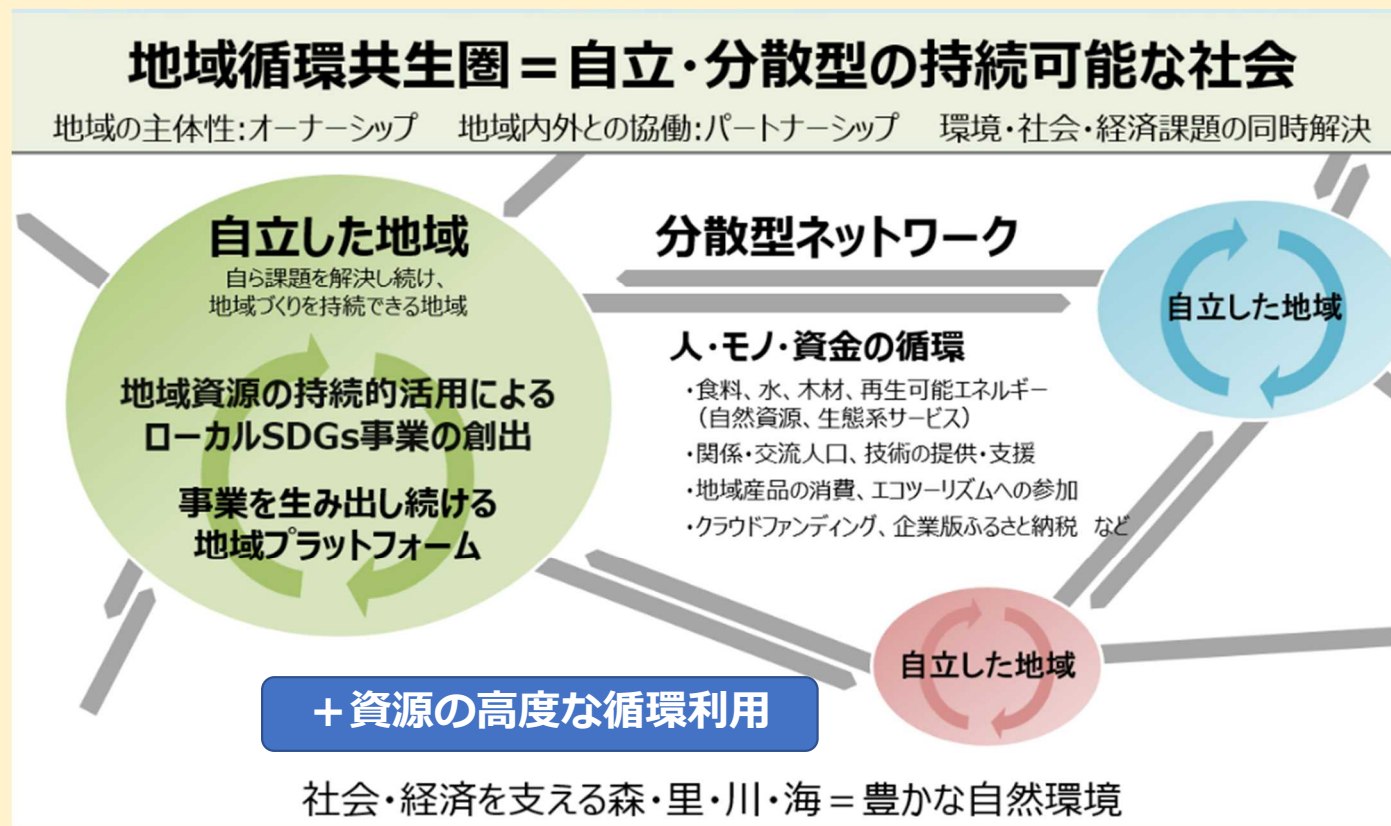 地域循環共生圏＝自立・分散型の持続可能な社会
地域の主体性:オーナーシップ　地域内外との協働:パートナーシップ　環境・社会・経済課題の同時解決
自立した地域
自ら課題を解決し続け、
地域づくりを持続できる地域
地域資源の持続的活用による
ローカルSDGs事業の創出
事業を生み出し続ける
地域プラットフォーム
分散型ネットワーク
人・モノ・資金の循環
・食料、水、木材、再生可能エネルギー
（自然資源、生態系サービス）
・関係・交流人口、技術の提供・支援
・地域産品の消費、エコツーリズムへの参加
・クラウドファンディング、企業版ふるさと納税　など
自立した地域
自立した地域
＋資源の高度な循環利用
社会・経済を支える森・里・川・海＝豊かな自然環境